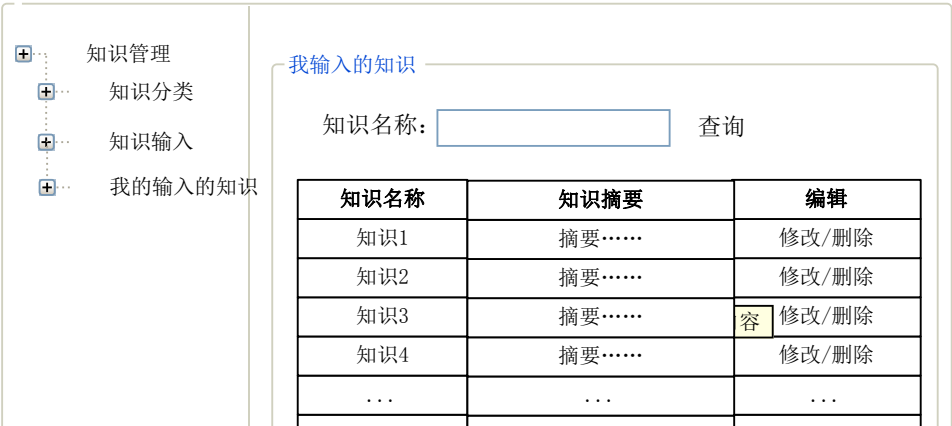 知识管理
知识分类
知识输入
我的输入的知识
我输入的知识
知识名称：
查询
知识名称 知识摘要 编辑
知识1 摘要…… 修改/删除
知识2 摘要…… 修改/删除
知识3 摘要…… 容 修改/删除
知识4 摘要…… 修改/删除
... ... ...